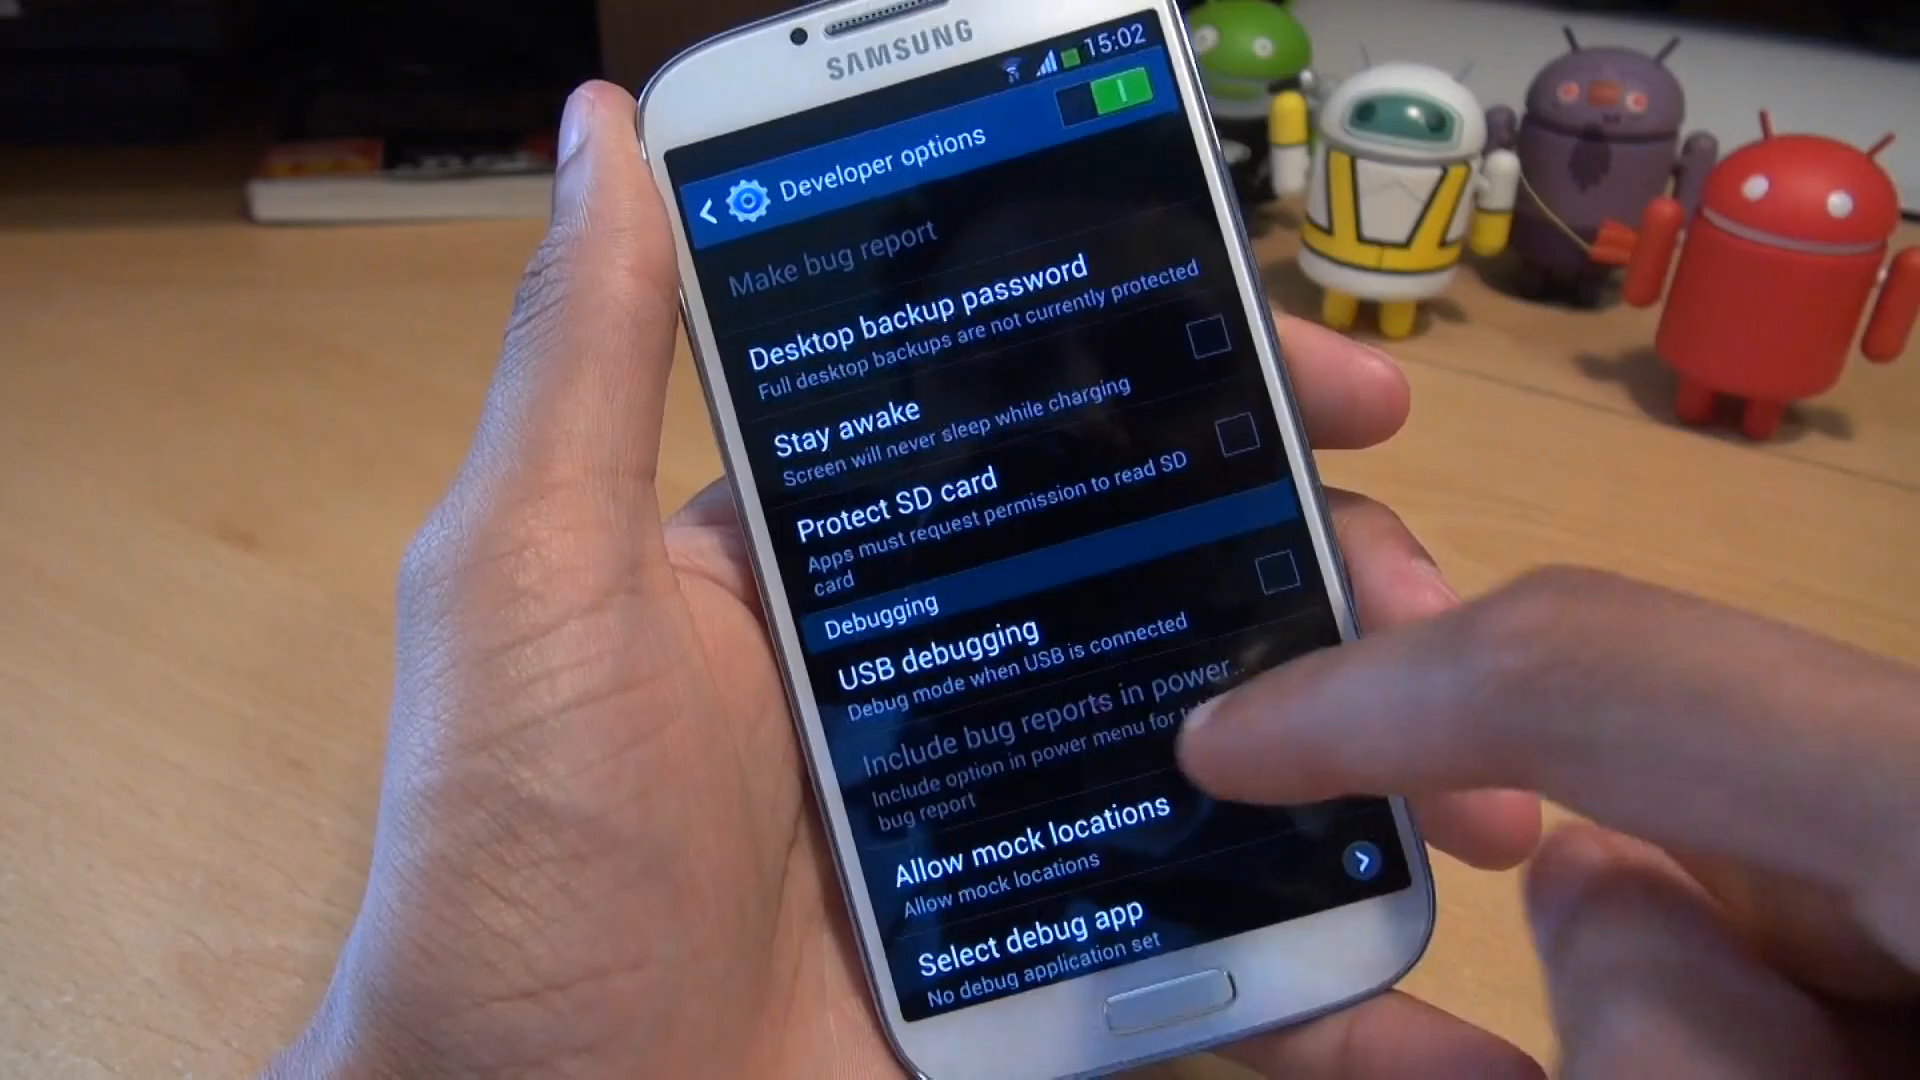 SAMSUNG
15:02
Developer options
Make bug report
Desktop backup password
Full desktop backups are not currently protected
Stay awake
Screen will never sleep while charging
Protect SD card
Apps must request permission to read SD
card
Debugging
USB debugging
Debug mode when USB is connected
Include bug reports in power...
Include option in power menu for
bug report
Allow mock locations
Allow mock locations
Select debug app
No debug application set